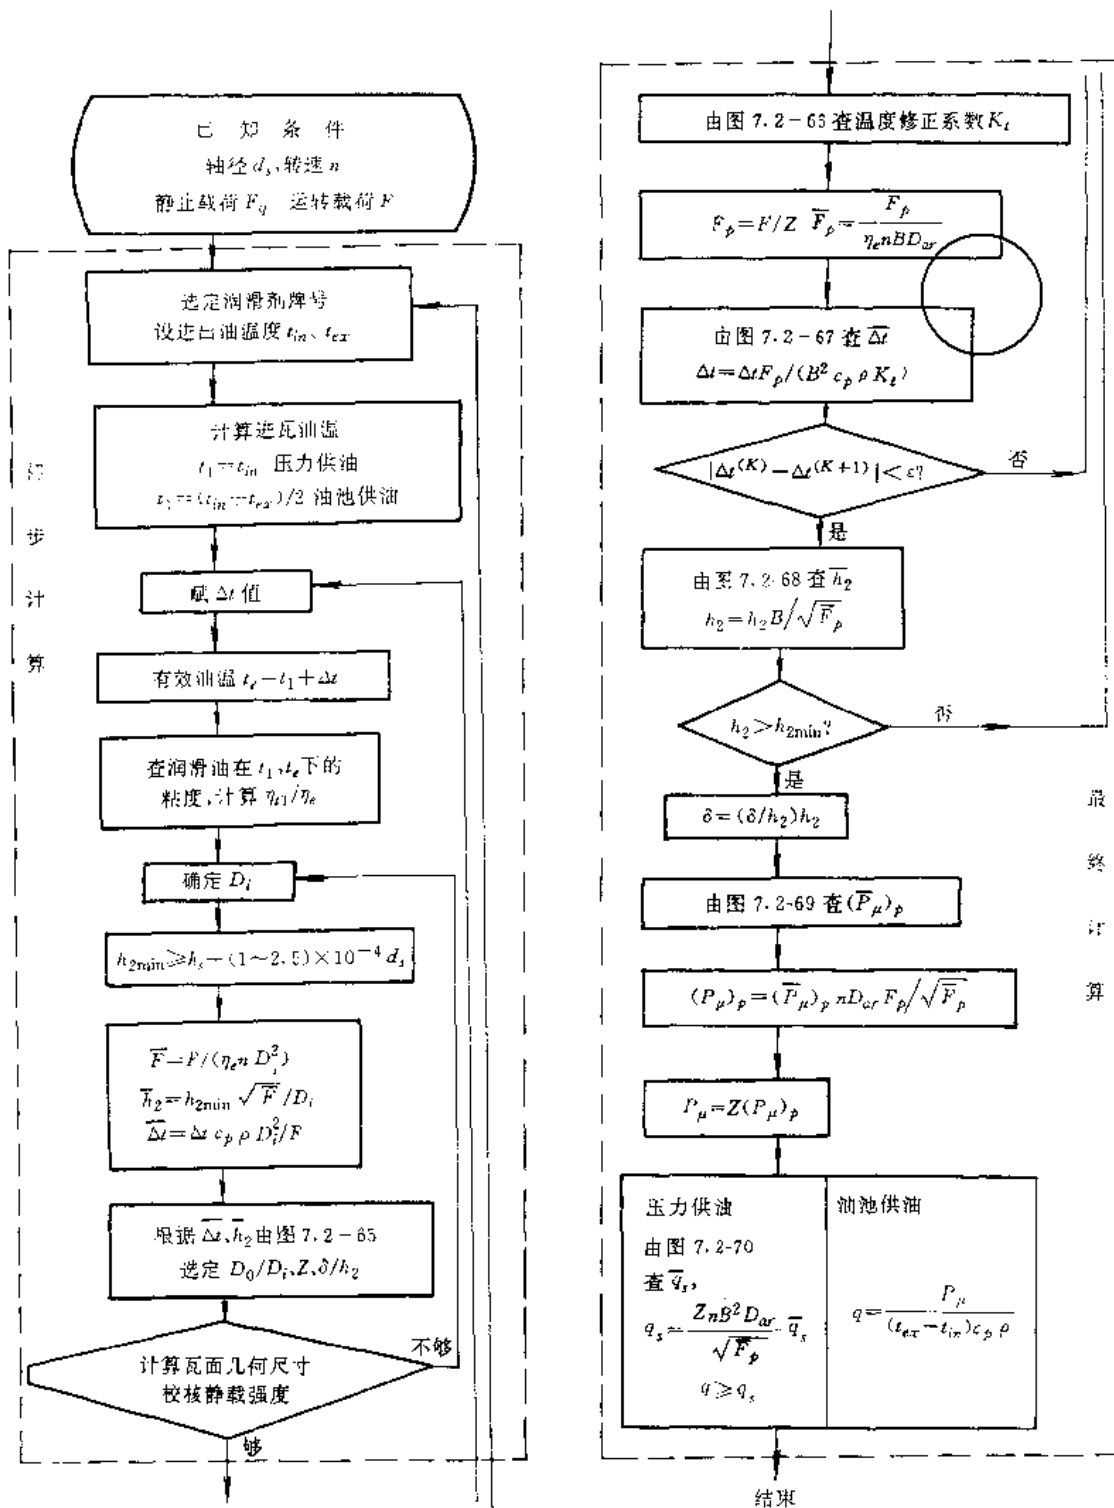 已知条件
轴径 d_s,转速 n
静止载荷 F_q 运转载荷 F
初步计算
选定润滑剂牌号
设进出油温度 t_in、t_ex
计算进瓦油温
t_1=t_in 压力供油
t_1=(t_in-t_ex)/2 油池供油
赋 Δt 值
有效油温 t_e-t_1+Δt
查润滑油在 t_1,t_e 下的
粘度,计算 η_t1/η_e
确定 D_i
h_2min≥h_s-(1~2.5)×10^-4 d_s
F̅=F/(η_e n D_i^2)
h̅_2=h_2min √F̅/D_i
Δ̅t̅=Δt c_p ρ D_i^2/F
根据 Δ̅t̅、h̅_2 由图 7.2-65
选定 D_0/D_i、Z、δ/h_2
计算瓦面几何尺寸
校核静载强度
不够
够
由图 7.2-66 查温度修正系数 K_t
F_p=F/Z F̅_p=F_p/(η_e n B D_ar)
由图 7.2-67 查 Δ̅t̅
Δt=ΔtF_p/(B^2 c_p ρ K_t)
|Δt^(K)-Δt^(K+1)|<ε?
否
是
由图 7.2-68 查 h̅_2
h_2=h_2 B/√F̅_p
h_2>h_2min?
否
是
δ=(δ/h_2)h_2
由图 7.2-69 查 (P̅_μ)_p
(P_μ)_p=(P̅_μ)_p nD_ar F_p/√F̅_p
P_μ=Z(P_μ)_p
最终计算
压力供油
由图 7.2-70
查 q̅_s,
q_s=ZnB^2 D_ar/√F̅_p q̅_s
q≥q_s
油池供油
q=P_μ/((t_ex-t_in)c_p ρ)
结束